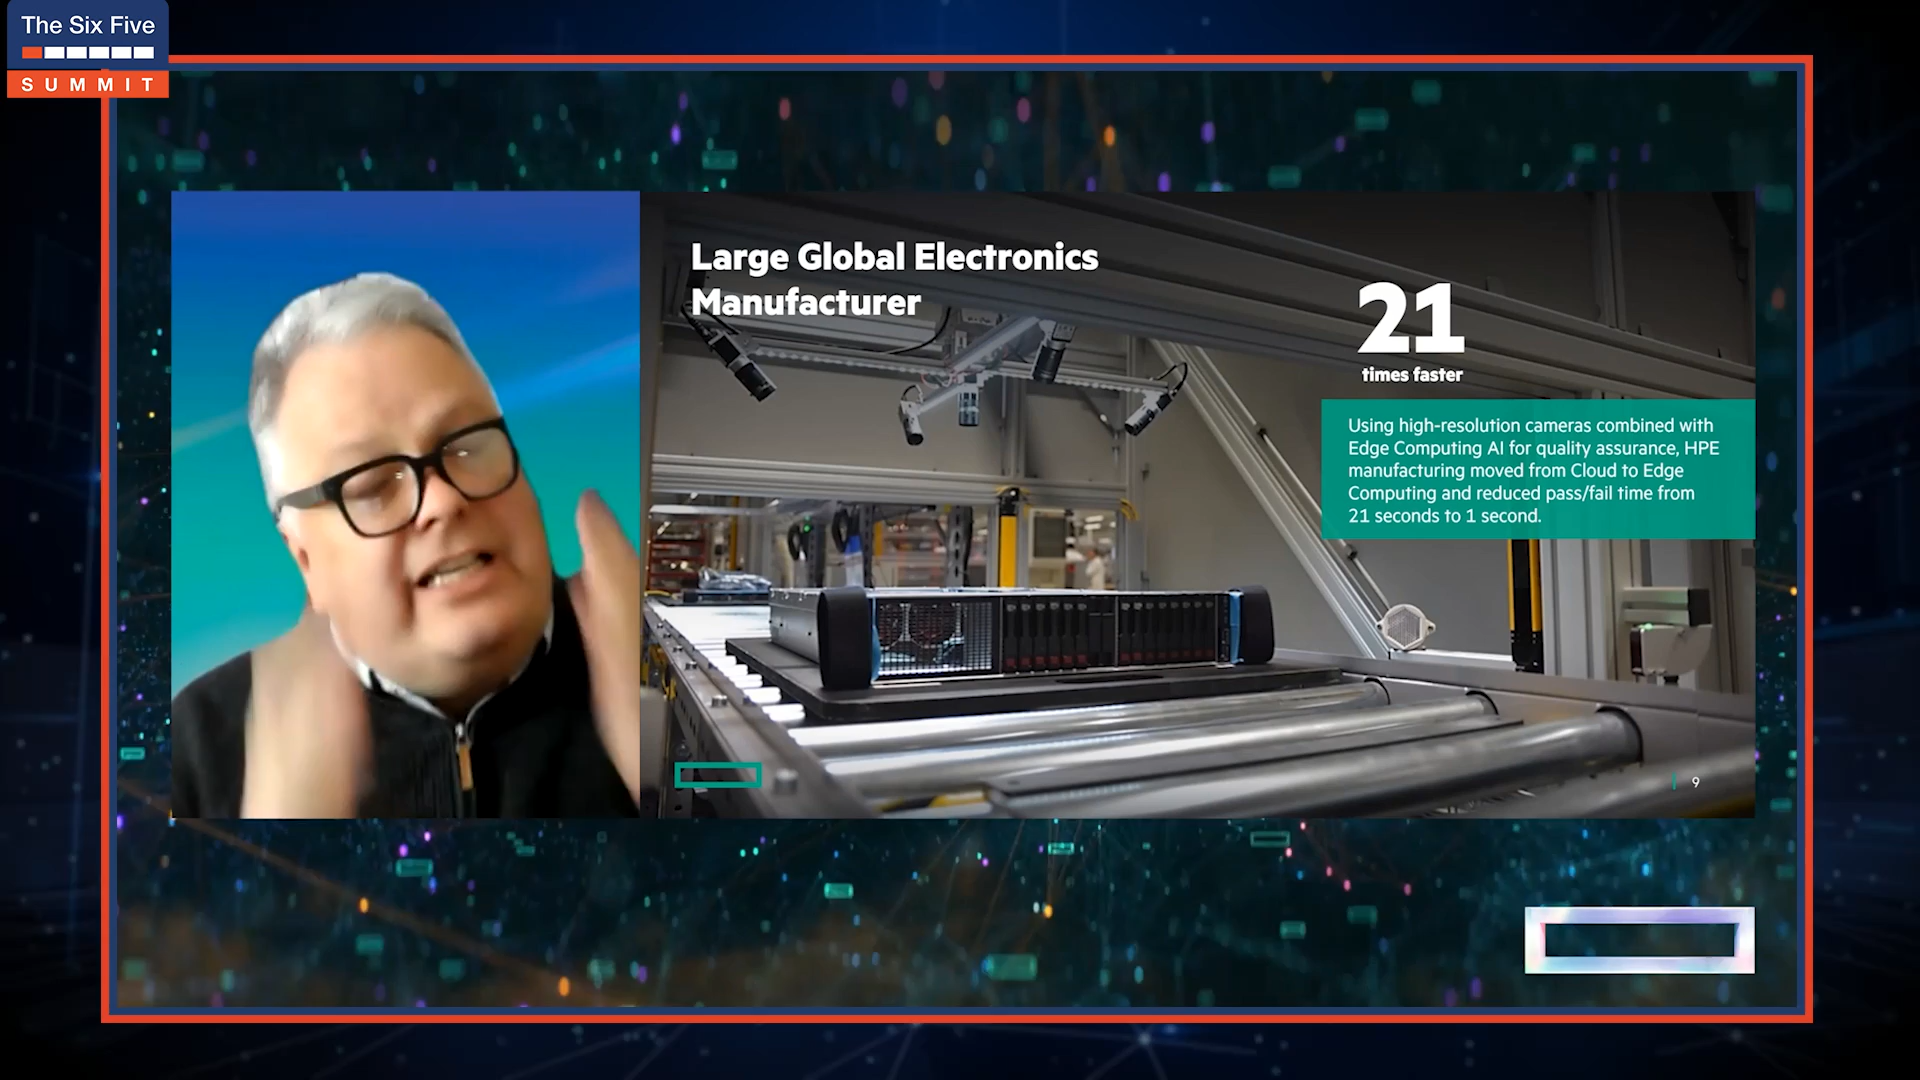 The Six Five
SUMMIT
Large Global Electronics
Manufacturer
21
times faster
Using high-resolution cameras combined with
Edge Computing AI for quality assurance, HPE
manufacturing moved from Cloud to Edge
Computing and reduced pass/fail time from
21 seconds to 1 second.
9